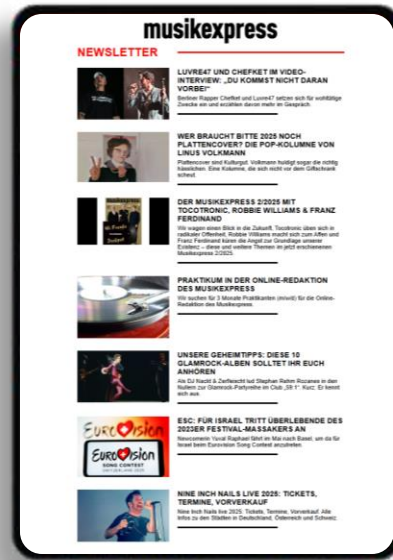 musikexpress
NEWSLETTER
LUVRE47 UND CHEFKET IM VIDEO-
INTERVIEW: „DU KOMMST NICHT DARAN
VORBEI“
Berliner Rapper Chefket und Luvre47 setzen sich für wohltätige
Zwecke ein und erzählen davon mehr im Gespräch.
WER BRAUCHT BITTE 2025 NOCH
PLATTENCOVER? DIE POP-KOLUMNE VON
LINUS VOLKMANN
Plattencover sind Kulturgut. Volkmann huldigt sogar die richtig
hässlichen. Eine Kolumne, die sich nicht vor dem Giftschrank
scheut.
musikexpress
DER MUSIKEXPRESS 2/2025 MIT
TOCOTRONIC, ROBBIE WILLIAMS & FRANZ
FERDINAND
Wir wagen einen Blick in die Zukunft, Tocotronic üben sich in
radikaler Offenheit, Robbie Williams macht sich zum Affen und
Franz Ferdinand küren die Angst zur Grundlage unserer
Existenz – diese und weitere Themen im jetzt erschienenen
Musikexpress 2/2025.
PRAKTIKUM IN DER ONLINE-REDAKTION
DES MUSIKEXPRESS
Wir suchen für 3 Monate Praktikanten (m/w/d) für die Online-
Redaktion des Musikexpress.
UNSERE GEHEIMTIPPS: DIESE 10
GLAMROCK-ALBEN SOLLTET IHR EUCH
ANHÖREN
Als DJ Nackt & Zerfleischt lud Stephan Rehm Rozanes in den
Nullern zur Glamrock-Partyreihe im Club „59 1“. Kurz: Er kennt
sich aus.
EUROVISION
EUROVISION
SONG CONTEST
ESC: FÜR ISRAEL TRITT ÜBERLEBENDE DES
2023ER FESTIVAL-MASSAKERS AN
Newcomerin Yuval Raphael fährt im Mai nach Basel, um da für
Israel beim Eurovision Song Contest anzutreten.
NINE INCH NAILS LIVE 2025: TICKETS,
TERMINE, VORVERKAUF
Nine Inch Nails live 2025: Tickets, Termine, Vorverkauf. Alle
Infos zu den Städten in Deutschland, Österreich und Schweiz.